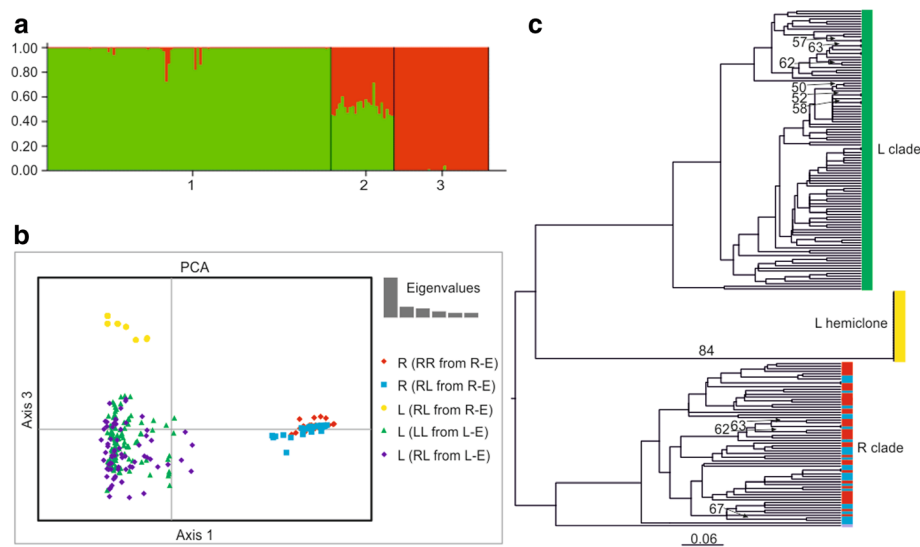 a
1.00
0.80
0.60
0.40
0.20
0.00
1 2 3
b
PCA
Axis 3
Axis 1
Eigenvalues
R (RR from R-E)
R (RL from R-E)
L (RL from R-E)
L (LL from L-E)
L (RL from L-E)
c
57
63
62
50
52
58
L clade
L hemiclone
84
62 63
R clade
67
0.06